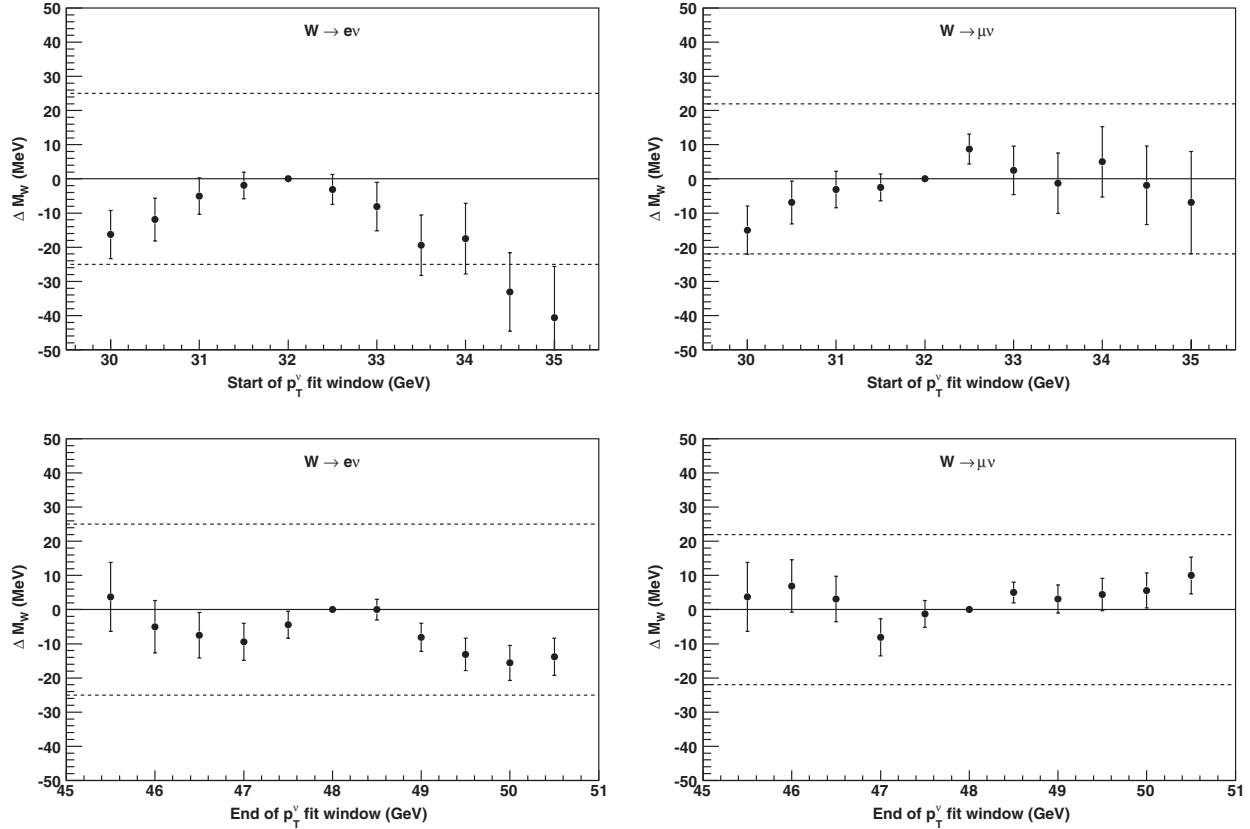 W → eν
Δ M_W (MeV)
50
40
30
20
10
0
-10
-20
-30
-40
-50
30 31 32 33 34 35
Start of p_T^ν fit window (GeV)
W → μν
Δ M_W (MeV)
50
40
30
20
10
0
-10
-20
-30
-40
-50
30 31 32 33 34 35
Start of p_T^ν fit window (GeV)
W → eν
Δ M_W (MeV)
50
40
30
20
10
0
-10
-20
-30
-40
-50
45 46 47 48 49 50 51
End of p_T^ν fit window (GeV)
W → μν
Δ M_W (MeV)
50
40
30
20
10
0
-10
-20
-30
-40
-50
45 46 47 48 49 50 51
End of p_T^ν fit window (GeV)